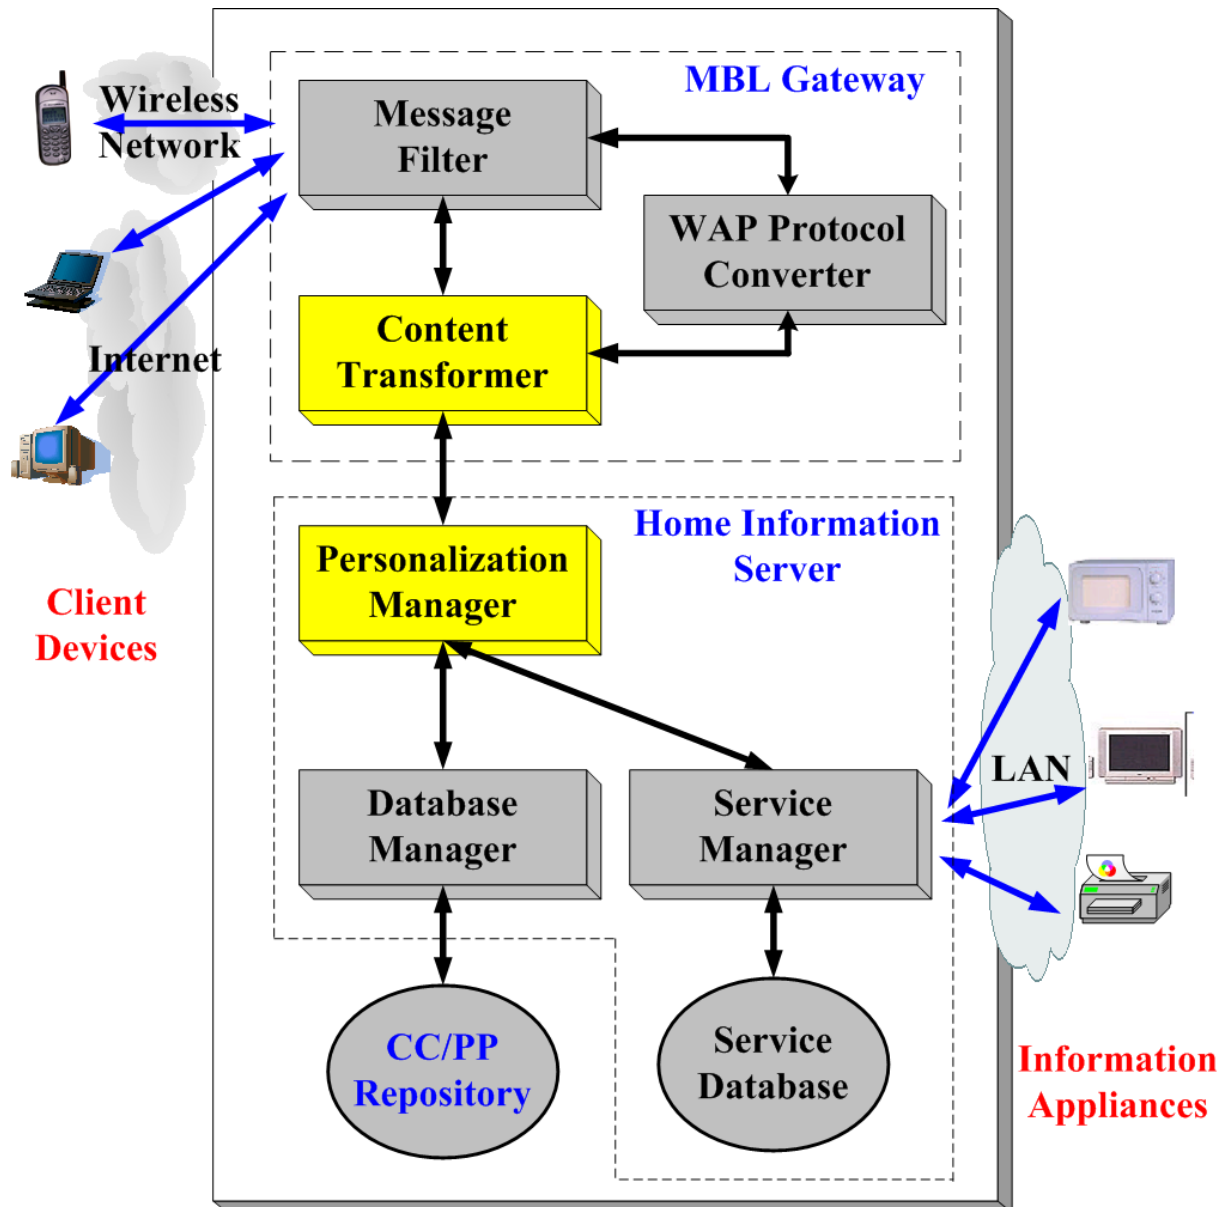 MBL Gateway
Wireless
Network
Message
Filter
WAP Protocol
Converter
Content
Transformer
Internet
Home Information
Server
Personalization
Manager
Client
Devices
LAN
Database
Manager
Service
Manager
CC/PP
Repository
Service
Database
Information
Appliances